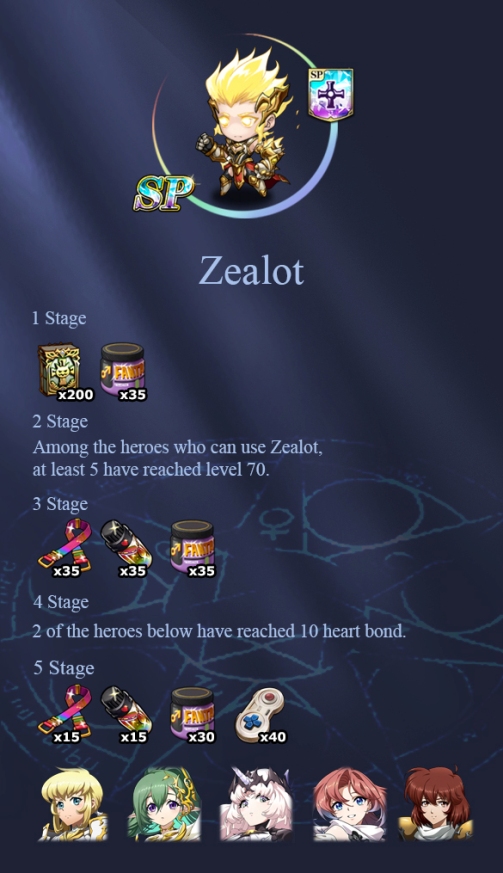 SP
SP
Zealot
1 Stage
x200
x35
2 Stage
Among the heroes who can use Zealot,
at least 5 have reached level 70.
3 Stage
x35
x35
x35
4 Stage
2 of the heroes below have reached 10 heart bond.
5 Stage
x15
x15
x30
x40